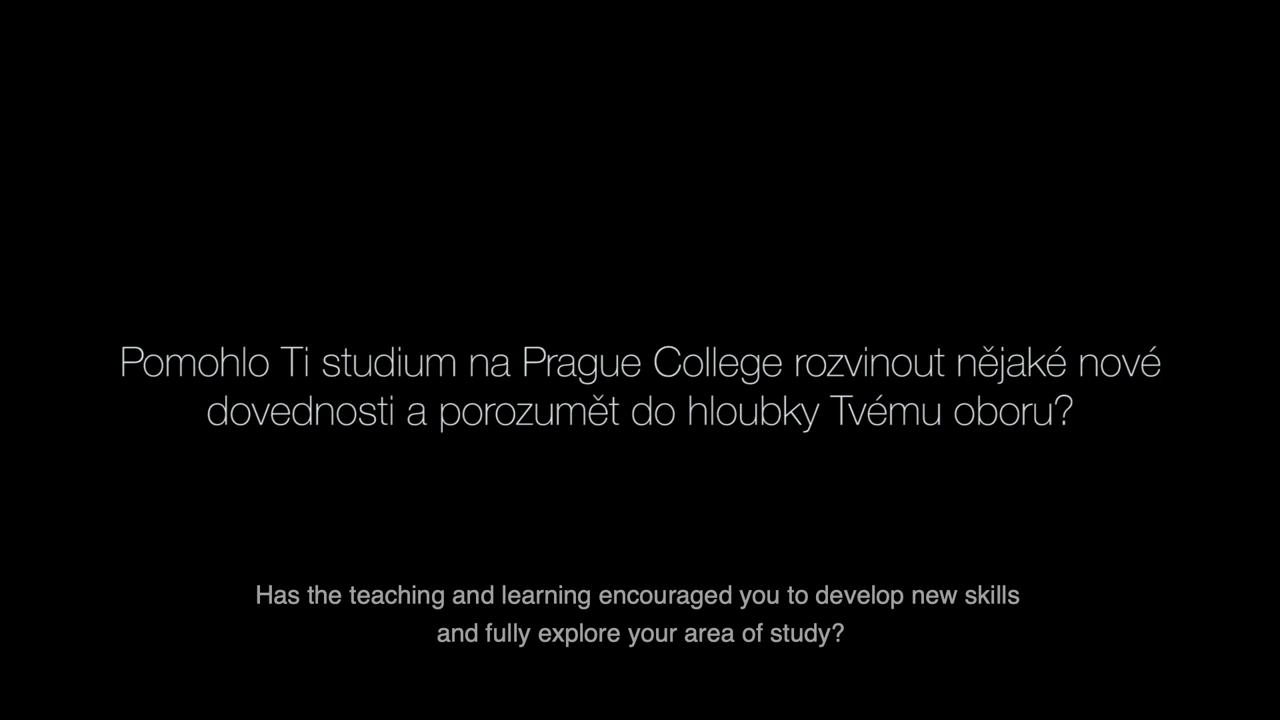 Pomohlo Ti studium na Prague College rozvinout nějaké nové
dovednosti a porozumět do hloubky Tvému oboru?
Has the teaching and learning encouraged you to develop new skills
and fully explore your area of study?